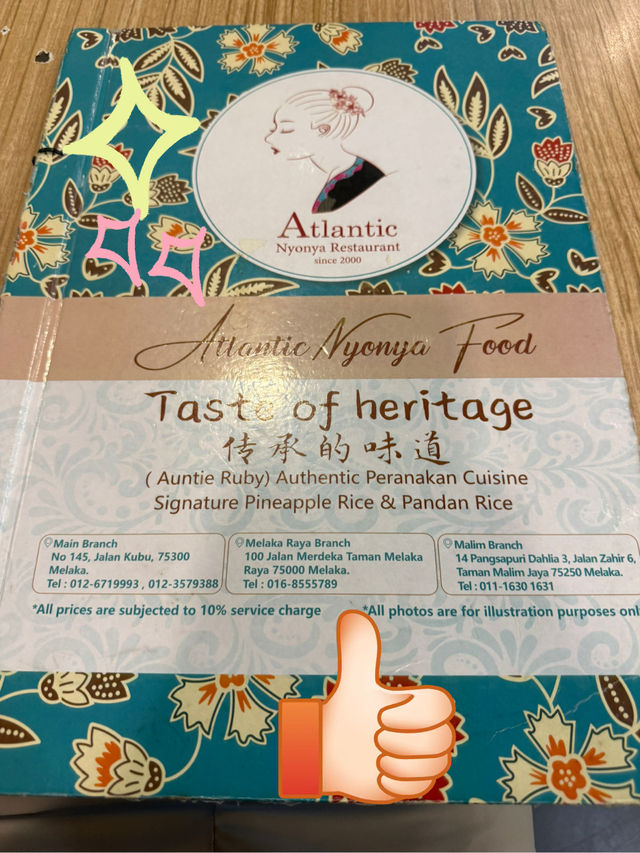 Atlantic
Nyonya Restaurant
since 2000
Atlantic Nyonya Food
Taste of heritage
传承的味道
( Auntie Ruby) Authentic Peranakan Cuisine
Signature Pineapple Rice & Pandan Rice
Main Branch
No 145, Jalan Kubu, 75300
Melaka.
Tel : 012-6719993 , 012-3579388
Melaka Raya Branch
100 Jalan Merdeka Taman Melaka
Raya 75000 Melaka.
Tel : 016-8555789
Malim Branch
14 Pangsapuri Dahlia 3, Jalan Zahir 6,
Taman Malim Jaya 75250 Melaka.
Tel : 011-1630 1631
*All prices are subjected to 10% service charge
*All photos are for illustration purposes onl